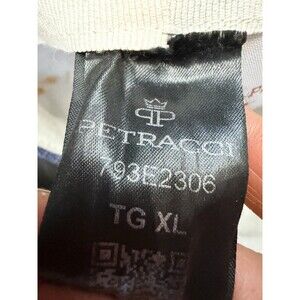 PETRACCI
793E2306
TG XL